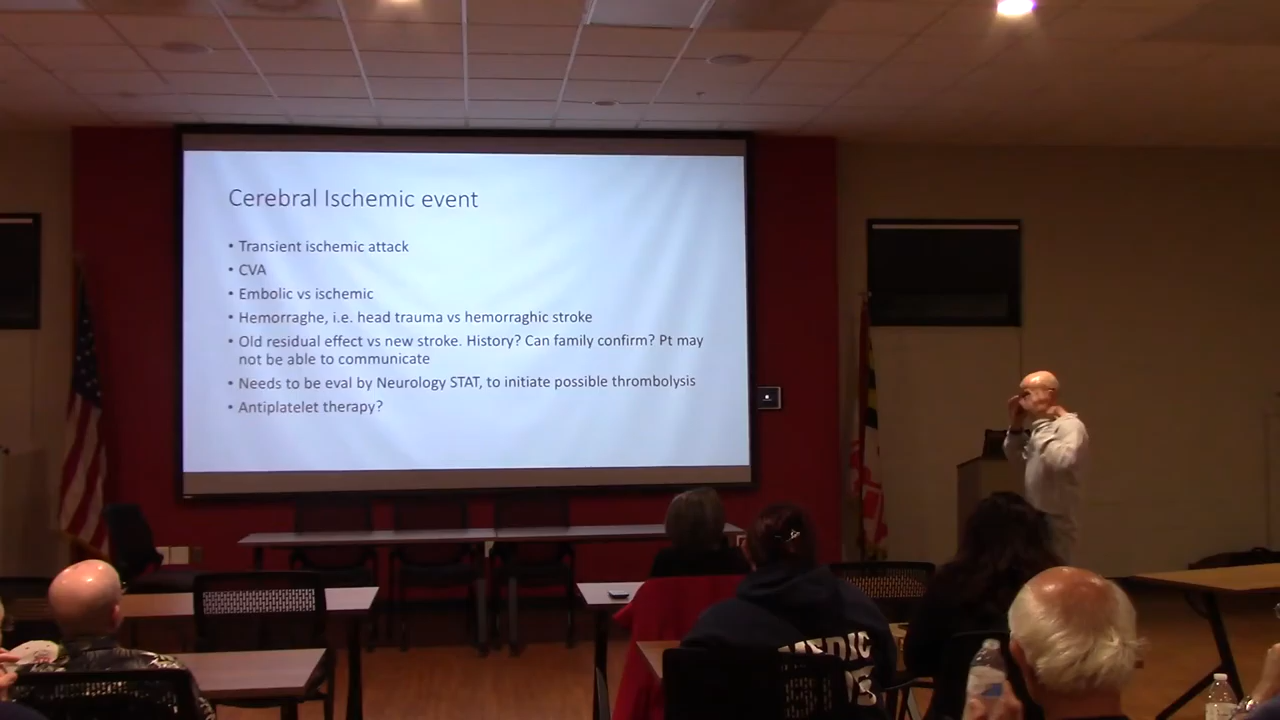 Cerebral Ischemic event
• Transient ischemic attack
• CVA
• Embolic vs ischemic
• Hemorraghe, i.e. head trauma vs hemorraghic stroke
• Old residual effect vs new stroke. History? Can family confirm? Pt may
not be able to communicate
• Needs to be eval by Neurology STAT, to initiate possible thrombolysis
• Antiplatelet therapy?
MEDIC